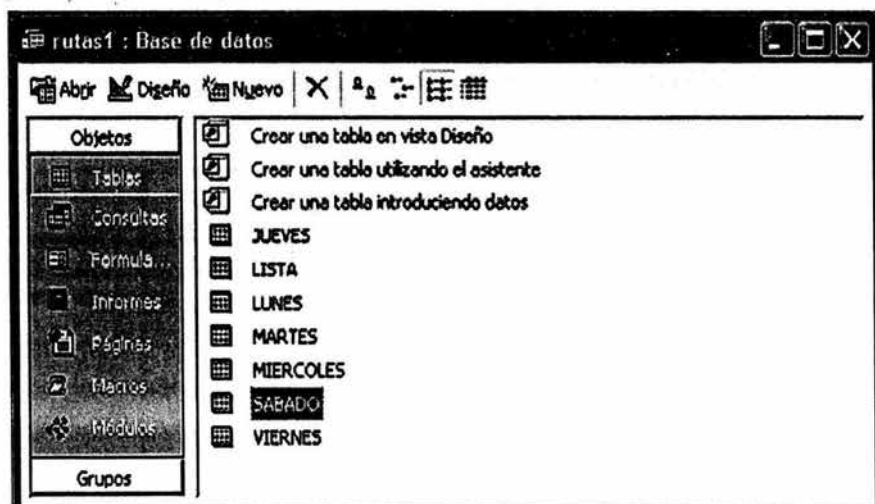 rutas1 : Base de datos
Abrir Diseño Nuevo
Objetos
Tablas
Consultas
Formula...
Informes
Páginas
Macros
Módulos
Grupos
Crear una tabla en vista Diseño
Crear una tabla utilizando el asistente
Crear una tabla introduciendo datos
JUEVES
LISTA
LUNES
MARTES
MIERCOLES
SABADO
VIERNES